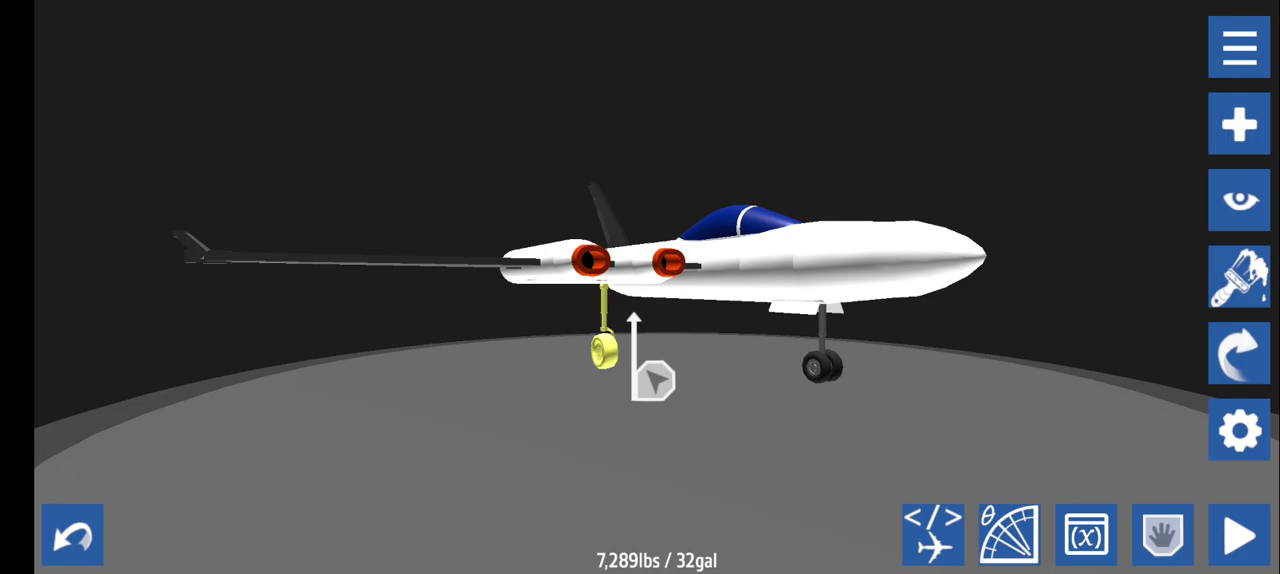 </>
θ
(x)
7,289lbs / 32gal